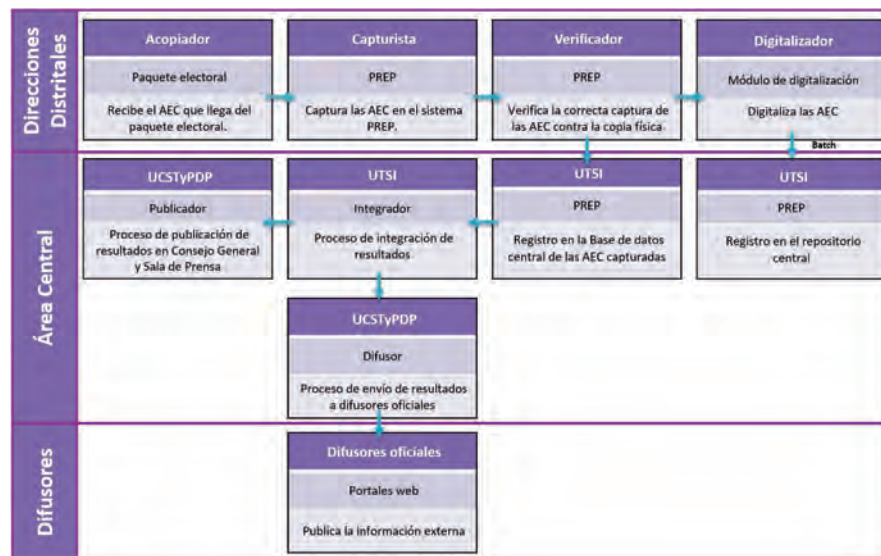 Direcciones
Distritales
Acopiador
Paquete electoral
Recibe el AEC que llega del
paquete electoral.
Capturista
PREP
Captura las AEC en el sistema
PREP.
Verificador
PREP
Verifica la correcta captura de
las AEC contra la copia física
Digitalizador
Módulo de digitalización
Digitaliza las AEC
Batch
Área Central
UCSTyPDP
Publicador
Proceso de publicación de
resultados en Consejo General
y Sala de Prensa
UTSI
Integrador
Proceso de integración de
resultados
UTSI
PREP
Registro en la Base de datos
central de las AEC capturadas
UTSI
PREP
Registro en el repositorio
central
UCSTyPDP
Difusor
Proceso de envío de resultados
a difusores oficiales
Difusores
Difusores oficiales
Portales web
Publica la información externa